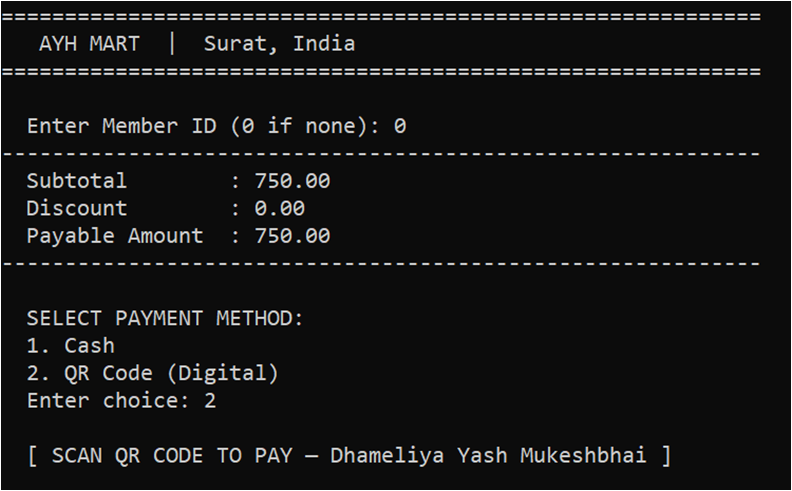 ============================================================
AYH MART | Surat, India
============================================================
Enter Member ID (0 if none): 0
------------------------------------------------------------
Subtotal : 750.00
Discount : 0.00
Payable Amount : 750.00
------------------------------------------------------------
SELECT PAYMENT METHOD:
1. Cash
2. QR Code (Digital)
Enter choice: 2
[ SCAN QR CODE TO PAY — Dhameliya Yash Mukeshbhai ]